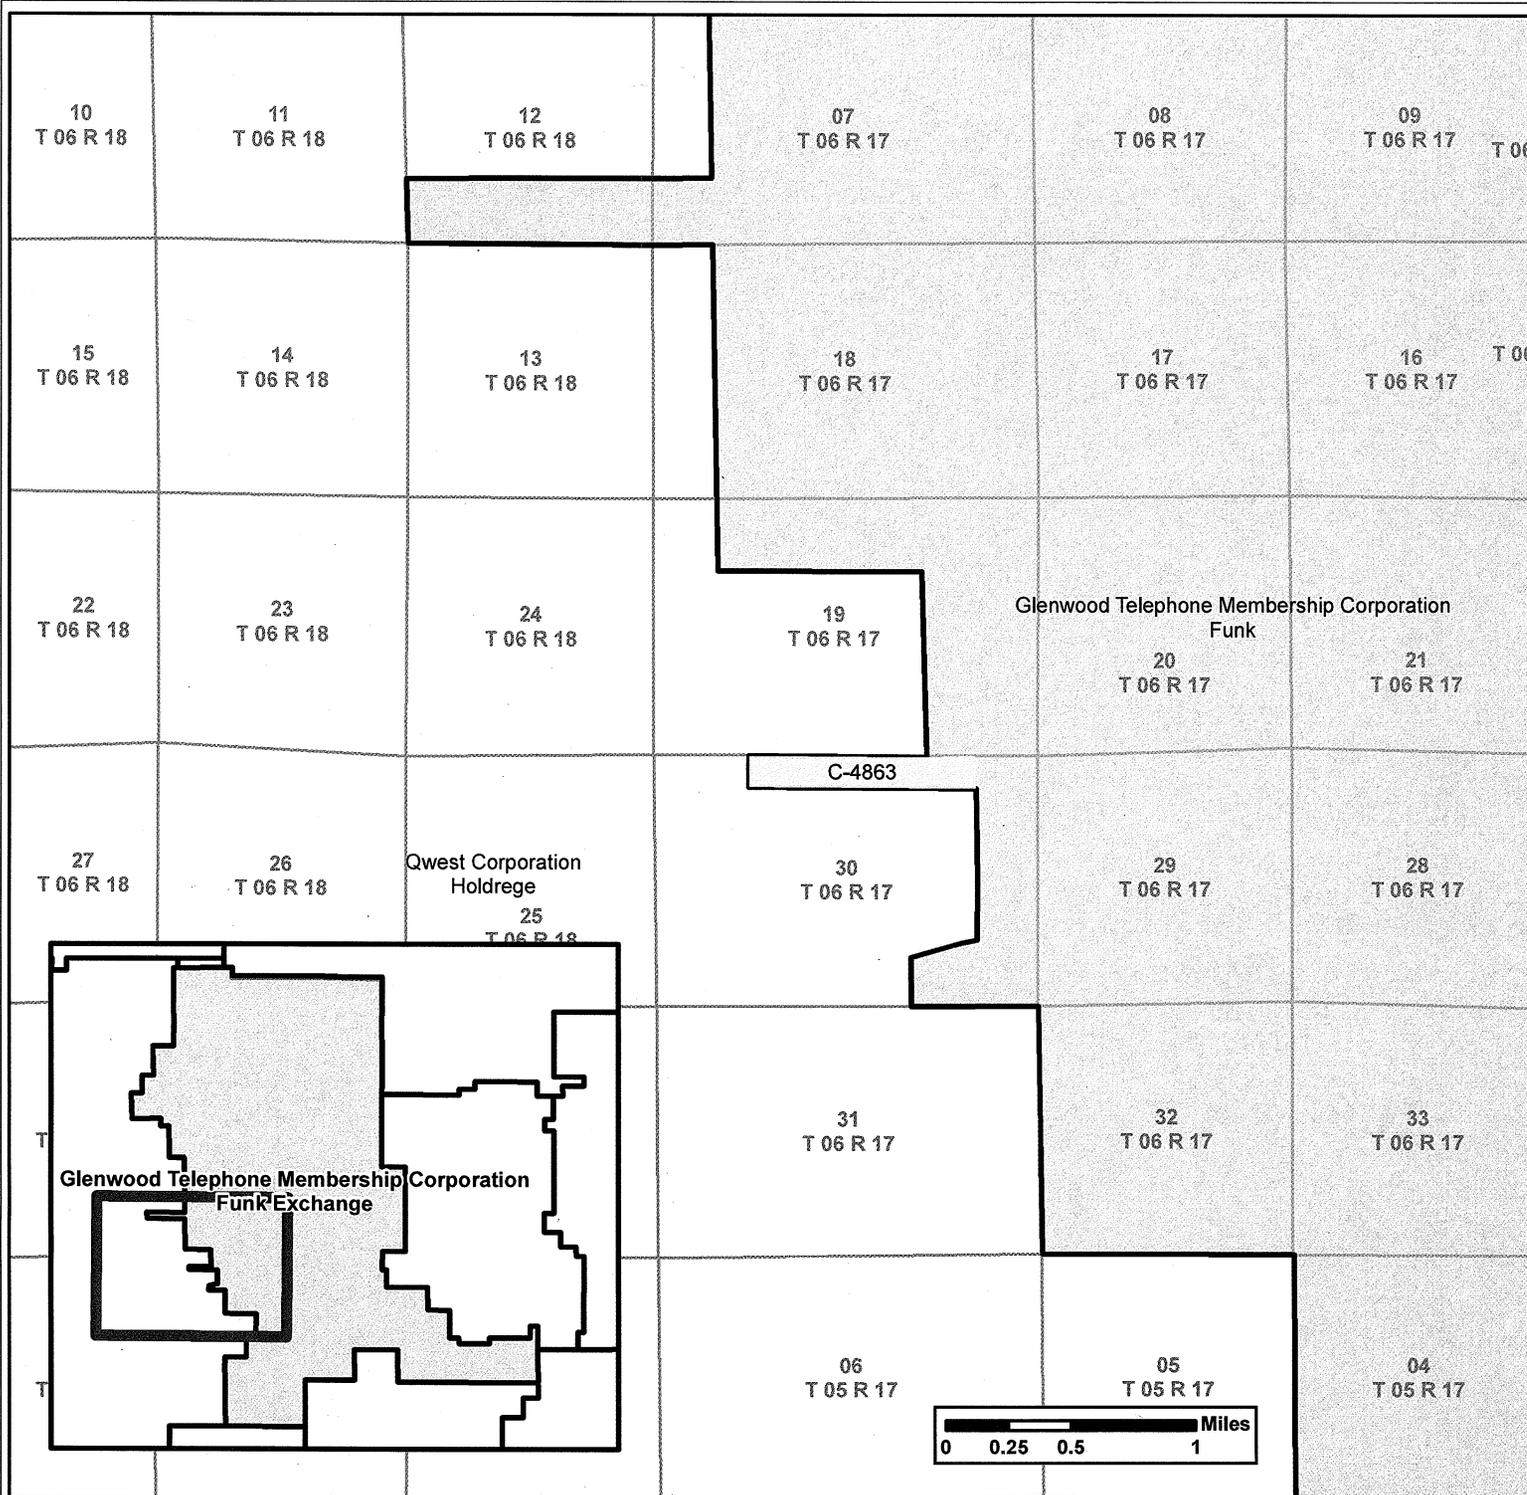 10
T 06 R 18
11
T 06 R 18
12
T 06 R 18
07
T 06 R 17
08
T 06 R 17
09
T 06 R 17
15
T 06 R 18
14
T 06 R 18
13
T 06 R 18
18
T 06 R 17
17
T 06 R 17
16
T 06 R 17
22
T 06 R 18
23
T 06 R 18
24
T 06 R 18
19
T 06 R 17
Glenwood Telephone Membership Corporation
Funk
20
T 06 R 17
21
T 06 R 17
C-4863
27
T 06 R 18
26
T 06 R 18
Qwest Corporation
Holdrege
25
T 06 R 18
30
T 06 R 17
29
T 06 R 17
28
T 06 R 17
T
31
T 06 R 17
32
T 06 R 17
33
T 06 R 17
Glenwood Telephone Membership Corporation
Funk Exchange
T
06
T 05 R 17
05
T 05 R 17
04
T 05 R 17
Miles
0 0.25 0.5 1